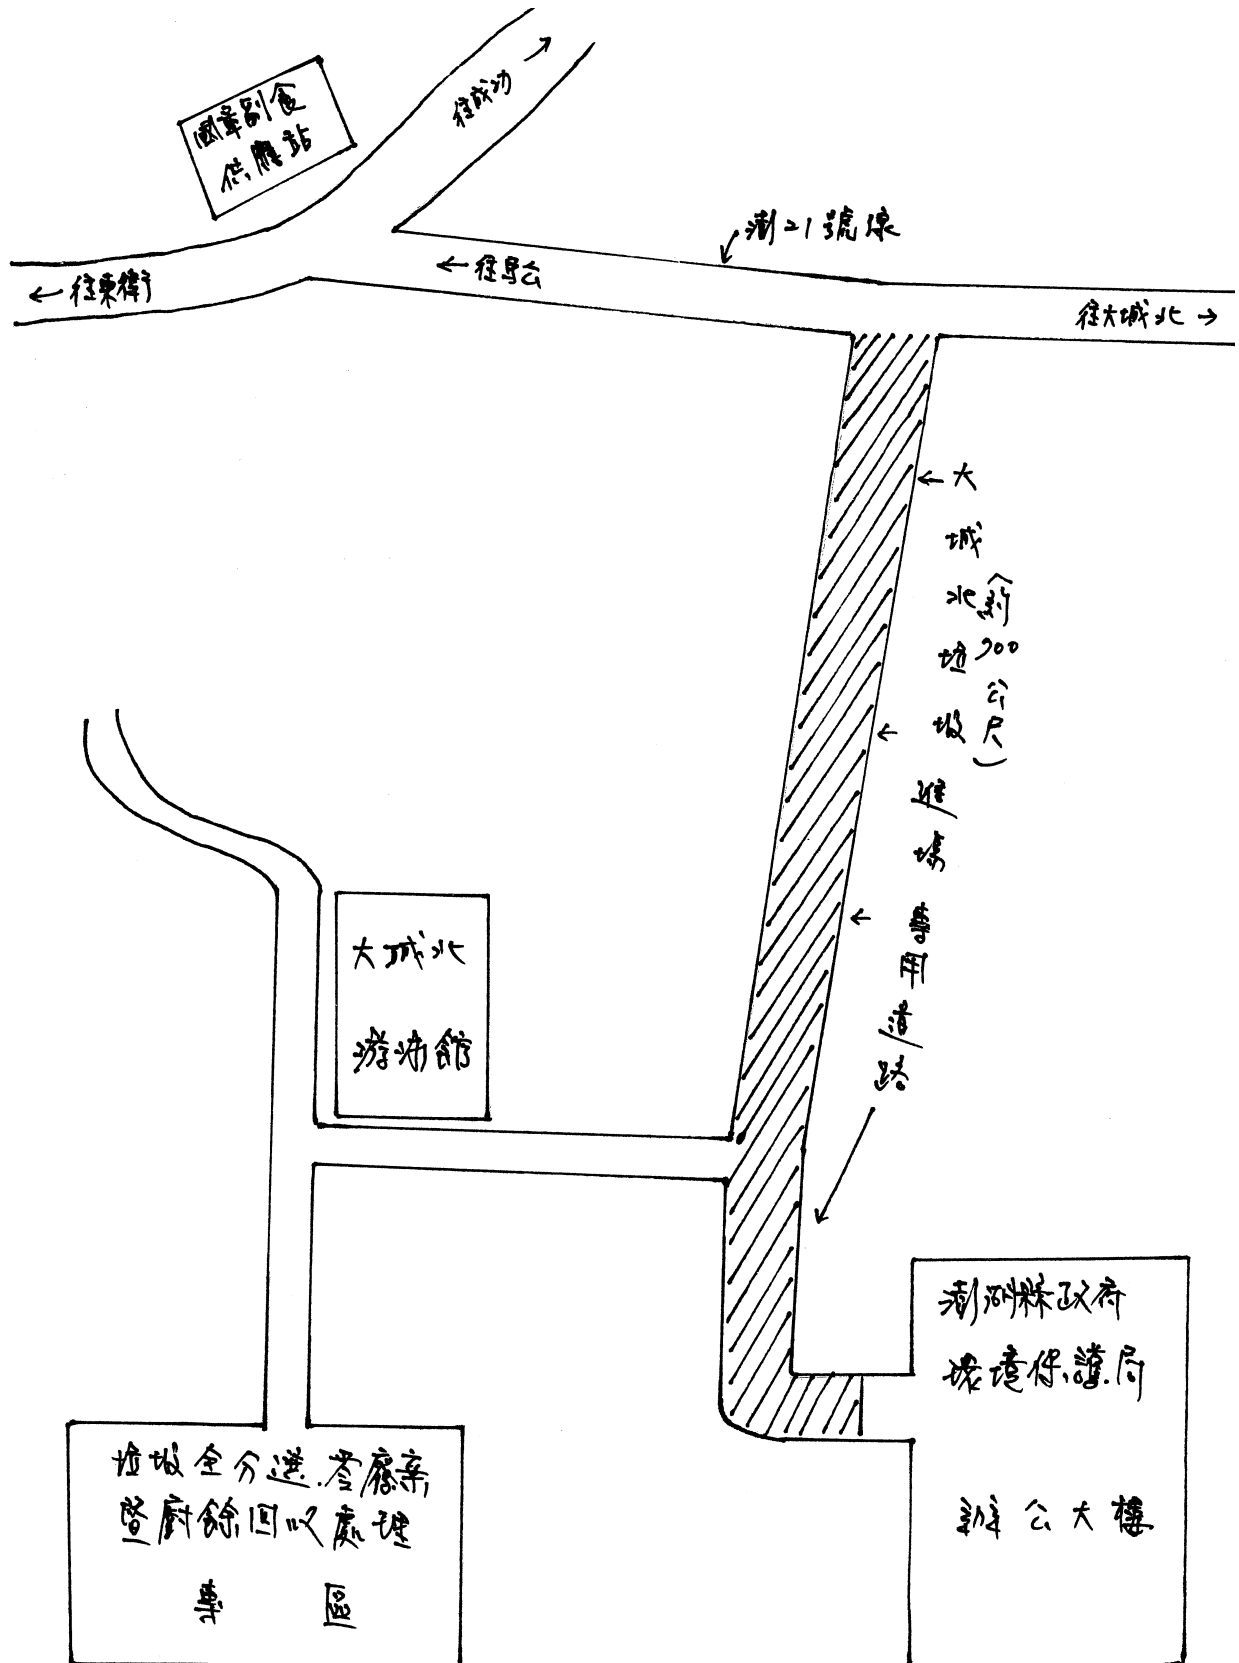 國軍副食
供應站
往成功
澎21號線
←往東衛
←往馬公
往大城北→
大城北垃圾進場專用道路
(約900公尺)
大城北
游泳館
澎湖縣政府
環境保護局
辦公大樓
垃圾全分選.零廢棄
暨廚餘回收處理
專區